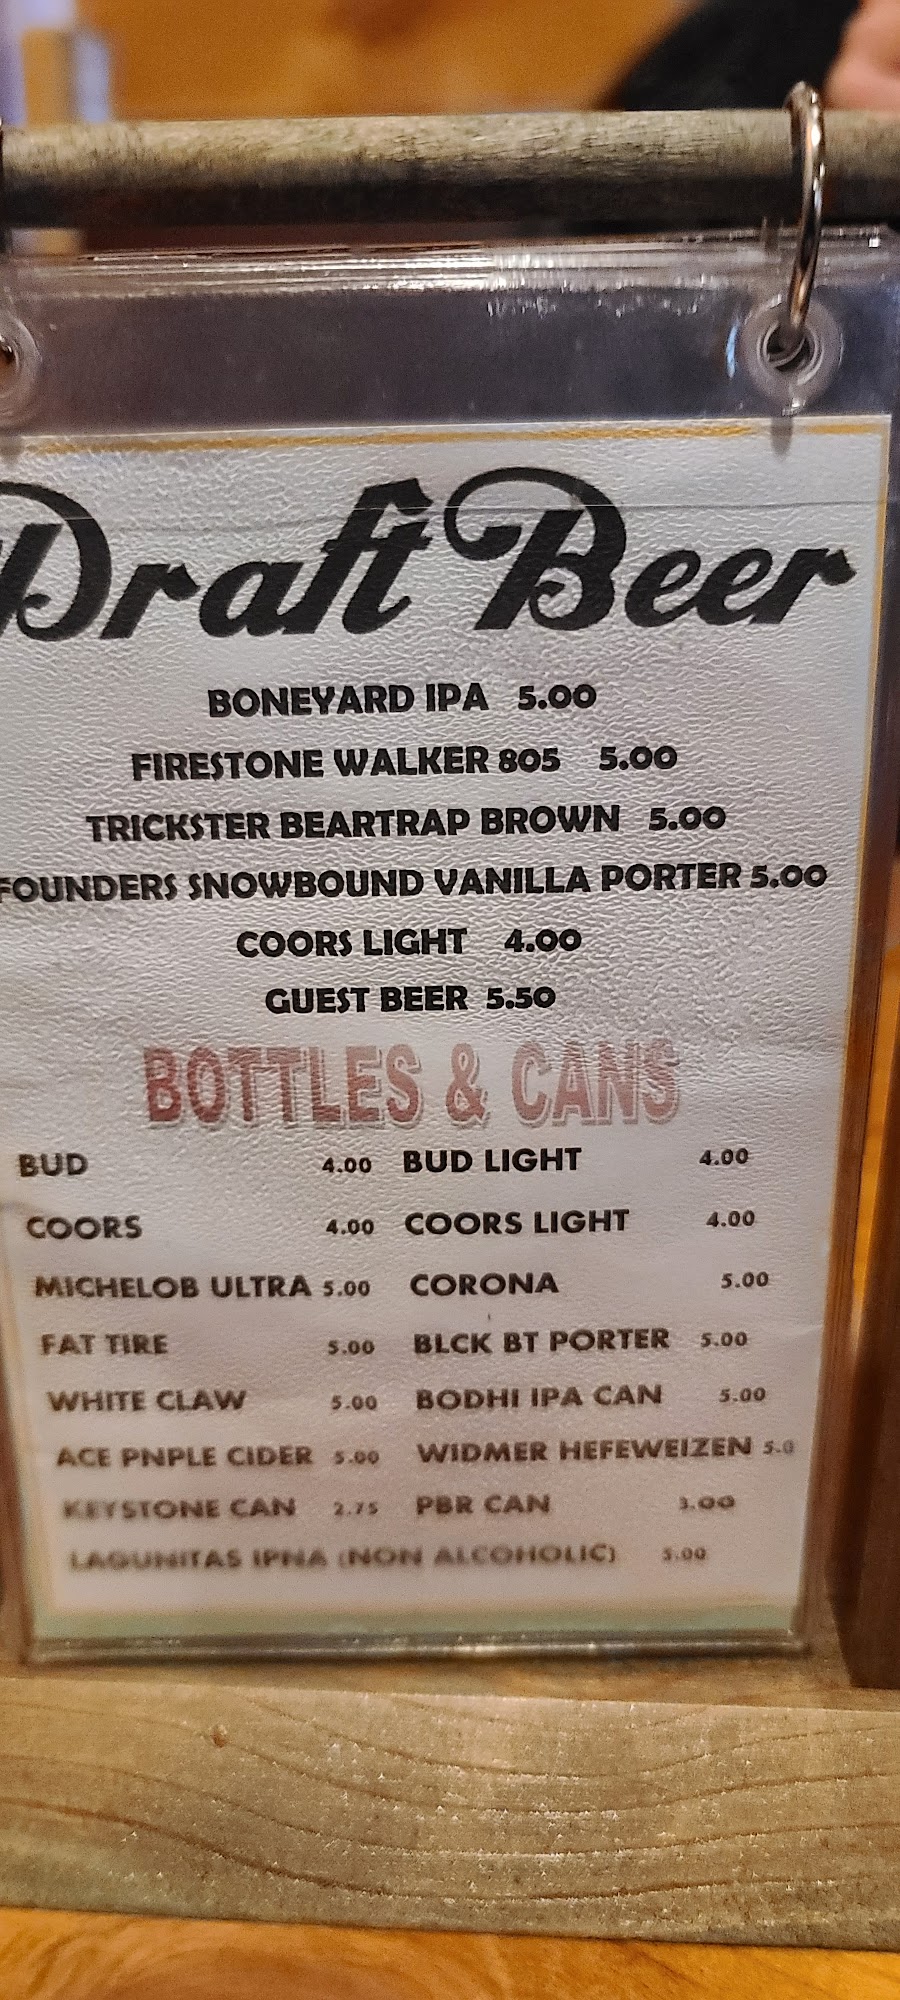 Draft Beer
BONEYARD IPA 5.00
FIRESTONE WALKER 805 5.00
TRICKSTER BEARTRAP BROWN 5.00
FOUNDERS SNOWBOUND VANILLA PORTER 5.00
COORS LIGHT 4.00
GUEST BEER 5.50
BOTTLES & CANS
BUD 4.00 BUD LIGHT 4.00
COORS 4.00 COORS LIGHT 4.00
MICHELOB ULTRA 5.00 CORONA 5.00
FAT TIRE 5.00 BLCK BT PORTER 5.00
WHITE CLAW 5.00 BODHI IPA CAN 5.00
ACE PNPLE CIDER 5.00 WIDMER HEFEWEIZEN 5.0
KEYSTONE CAN 2.75 PBR CAN 3.00
LAGUNITAS IPNA (NON ALCOHOLIC) 5.00